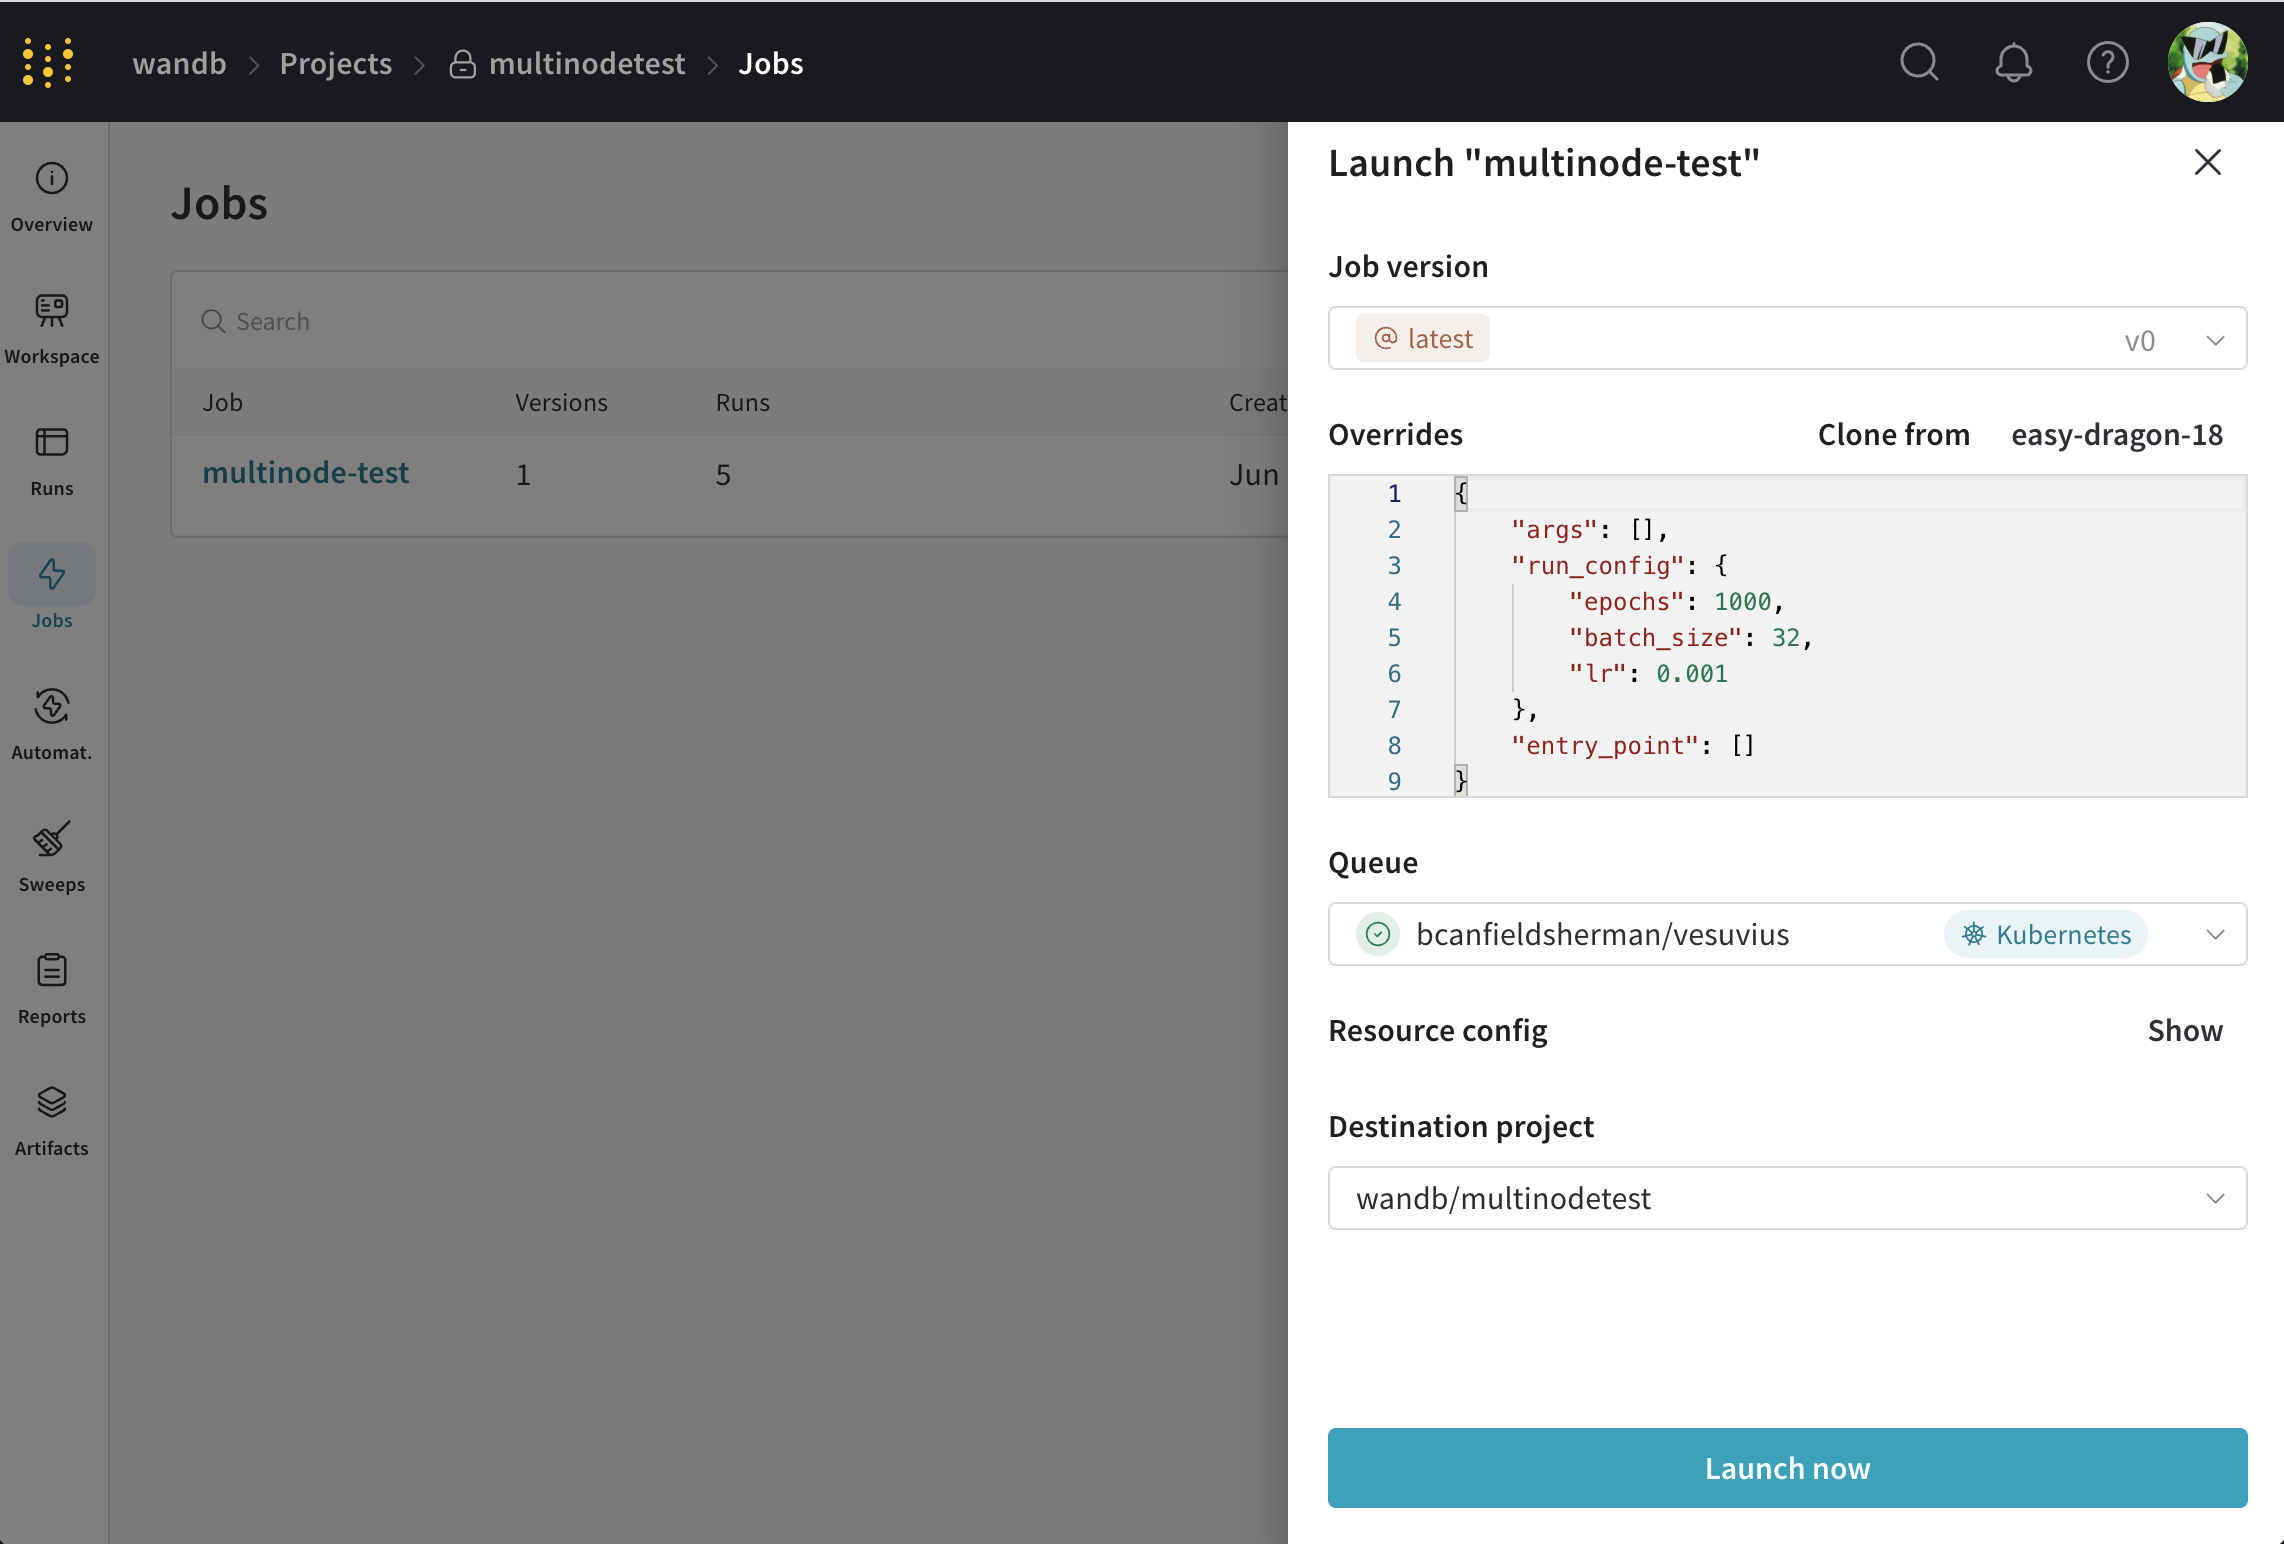 wandb > Projects > multinodetest > Jobs
Overview
Workspace
Runs
Jobs
Automat.
Sweeps
Reports
Artifacts
Jobs
Search
Job Versions Runs Creat
multinode-test 1 5 Jun
Launch "multinode-test"
Job version
@ latest v0
Overrides Clone from easy-dragon-18
1 {
2 "args": [],
3 "run_config": {
4 "epochs": 1000,
5 "batch_size": 32,
6 "lr": 0.001
7 },
8 "entry_point": []
9 }
Queue
bcanfieldsherman/vesuvius Kubernetes
Resource config Show
Destination project
wandb/multinodetest
Launch now